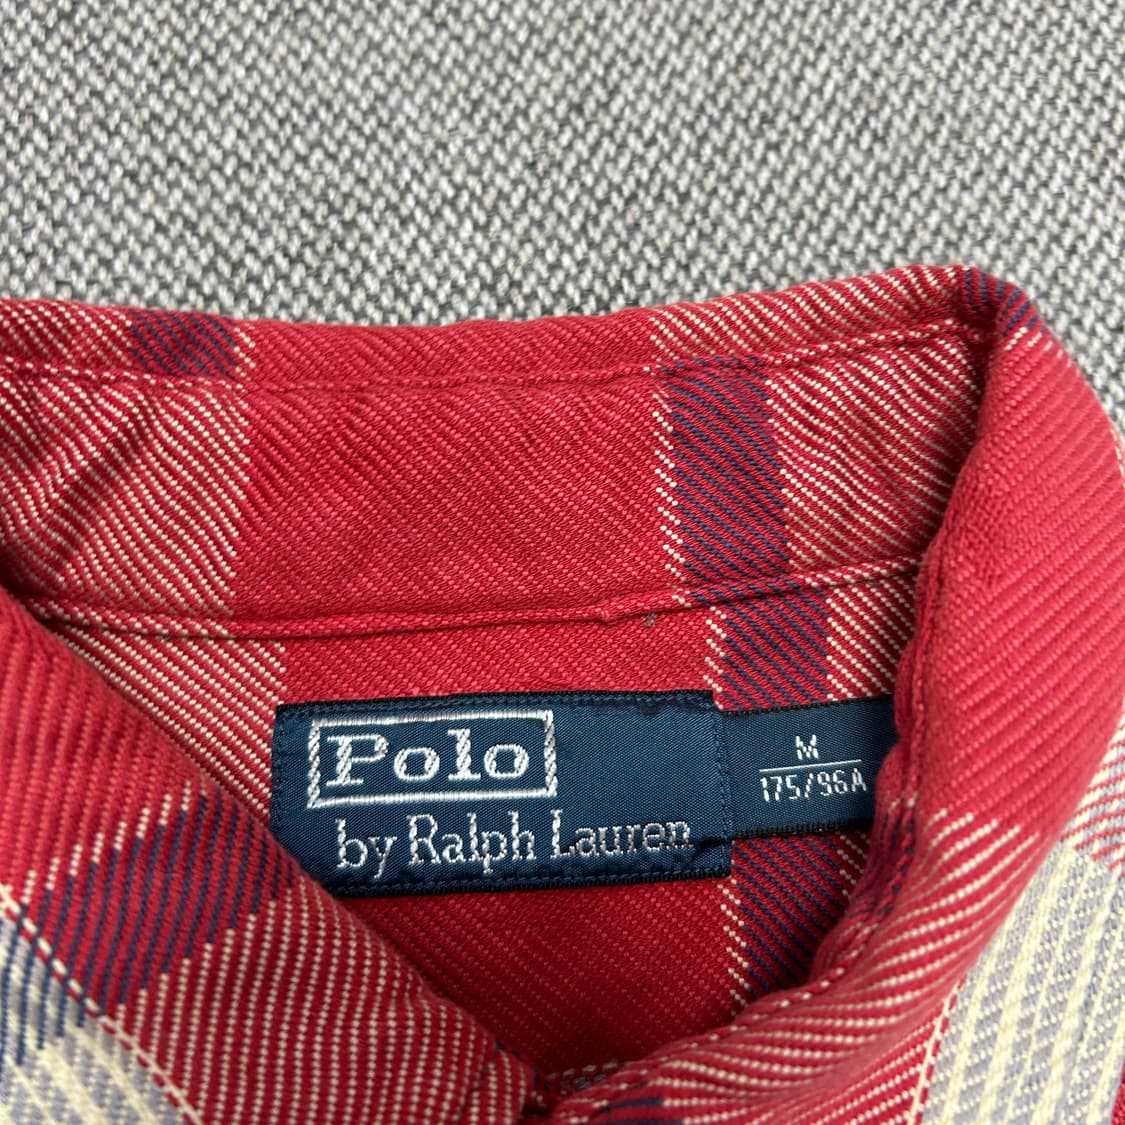 Polo
by Ralph Lauren
M
175/96A